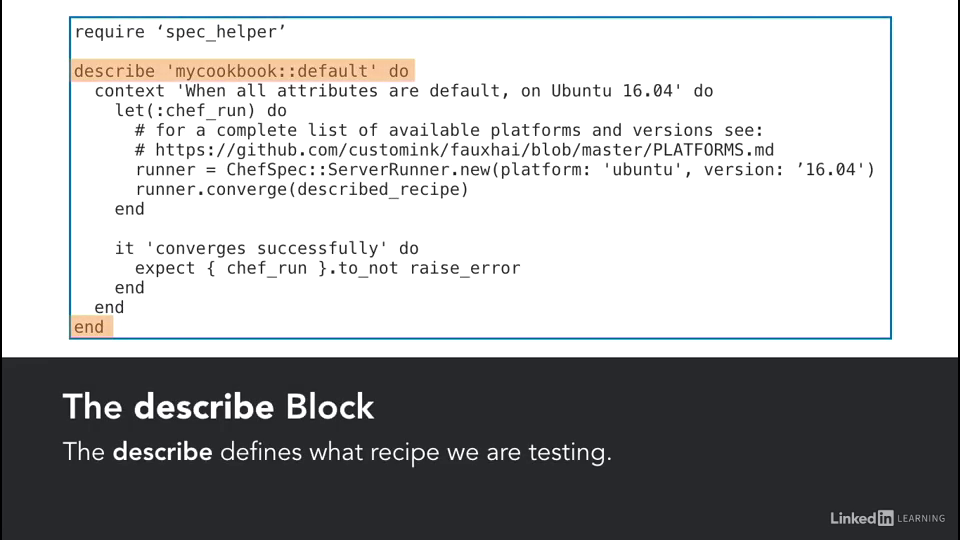 require ‘spec_helper’
describe 'mycookbook::default' do
context 'When all attributes are default, on Ubuntu 16.04' do
let(:chef_run) do
# for a complete list of available platforms and versions see:
# https://github.com/customink/fauxhai/blob/master/PLATFORMS.md
runner = ChefSpec::ServerRunner.new(platform: 'ubuntu', version: ’16.04')
runner.converge(described_recipe)
end
it 'converges successfully' do
expect { chef_run }.to_not raise_error
end
end
end
The describe Block
The describe defines what recipe we are testing.
Linked in LEARNING